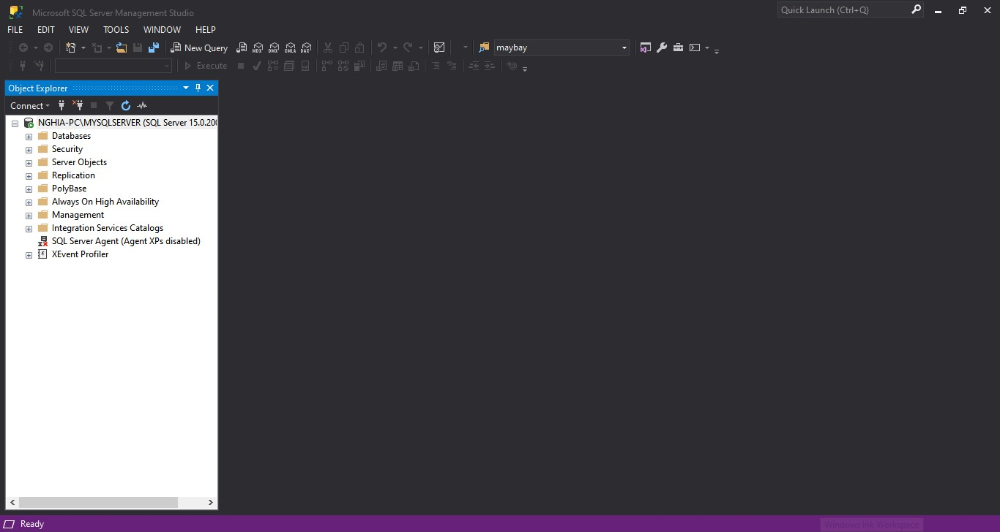 Microsoft SQL Server Management Studio
Quick Launch (Ctrl+Q)
FILE EDIT VIEW TOOLS WINDOW HELP
New Query MDX DMX XMLA DAX maybay
Execute
Object Explorer
Connect
NGHIA-PC\MYSQLSERVER (SQL Server 15.0.200
Databases
Security
Server Objects
Replication
PolyBase
Always On High Availability
Management
Integration Services Catalogs
SQL Server Agent (Agent XPs disabled)
XEvent Profiler
Ready
Windows Ink Workspace